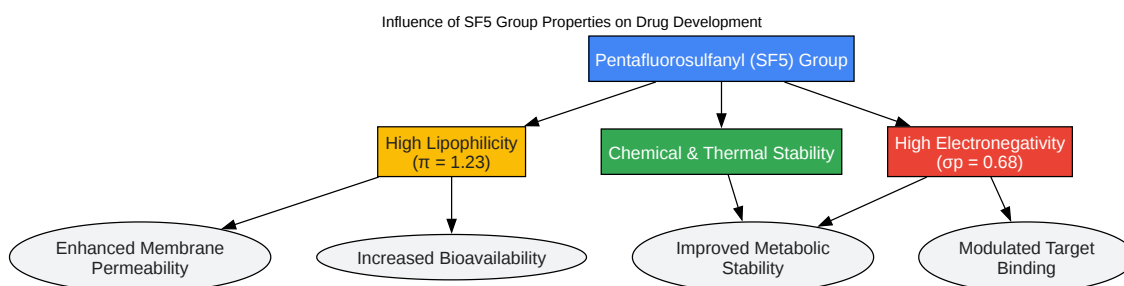 Influence of SF5 Group Properties on Drug Development
Pentafluorosulfanyl (SF5) Group
High Lipophilicity
(π = 1.23)
Chemical & Thermal Stability
High Electronegativity
(σp = 0.68)
Enhanced Membrane
Permeability
Increased Bioavailability
Improved Metabolic
Stability
Modulated Target
Binding